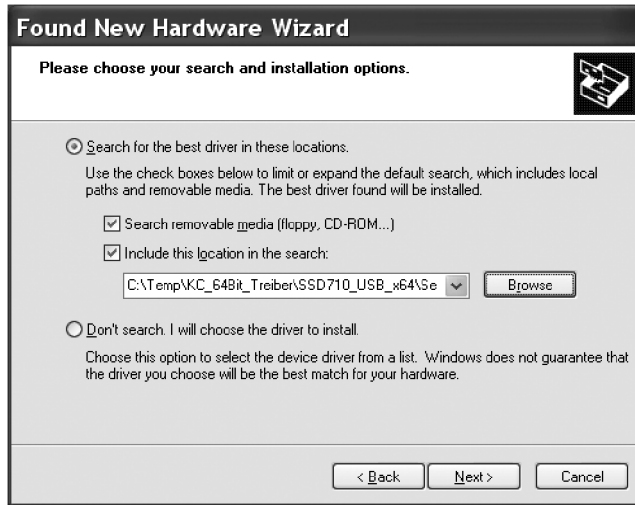 Found New Hardware Wizard
Please choose your search and installation options.
Search for the best driver in these locations.
Use the check boxes below to limit or expand the default search, which includes local
paths and removable media. The best driver found will be installed.
Search removable media (floppy, CD-ROM...)
Include this location in the search:
C:\Temp\KC_64Bit_Treiber\SSD710_USB_x64\Se
Browse
Don't search. I will choose the driver to install.
Choose this option to select the device driver from a list. Windows does not guarantee that
the driver you choose will be the best match for your hardware.
< Back Next > Cancel